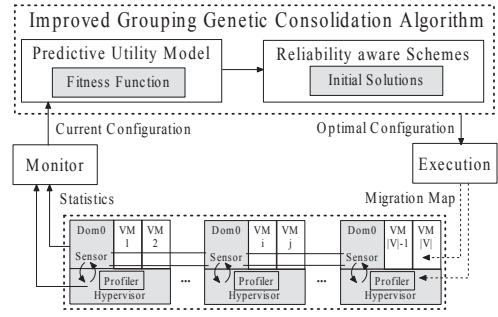 Improved Grouping Genetic Consolidation Algorithm
Predictive Utility Model
Fitness Function
Reliability aware Schemes
Initial Solutions
Current Configuration
Optimal Configuration
Monitor
Execution
Statistics
Migration Map
Dom0 VM 1 VM 2
Sensor
Profiler
Hypervisor
...
Dom0 VM i VM j
Sensor
Profiler
Hypervisor
...
Dom0 VM |V|-1 VM |V|
Sensor
Profiler
Hypervisor